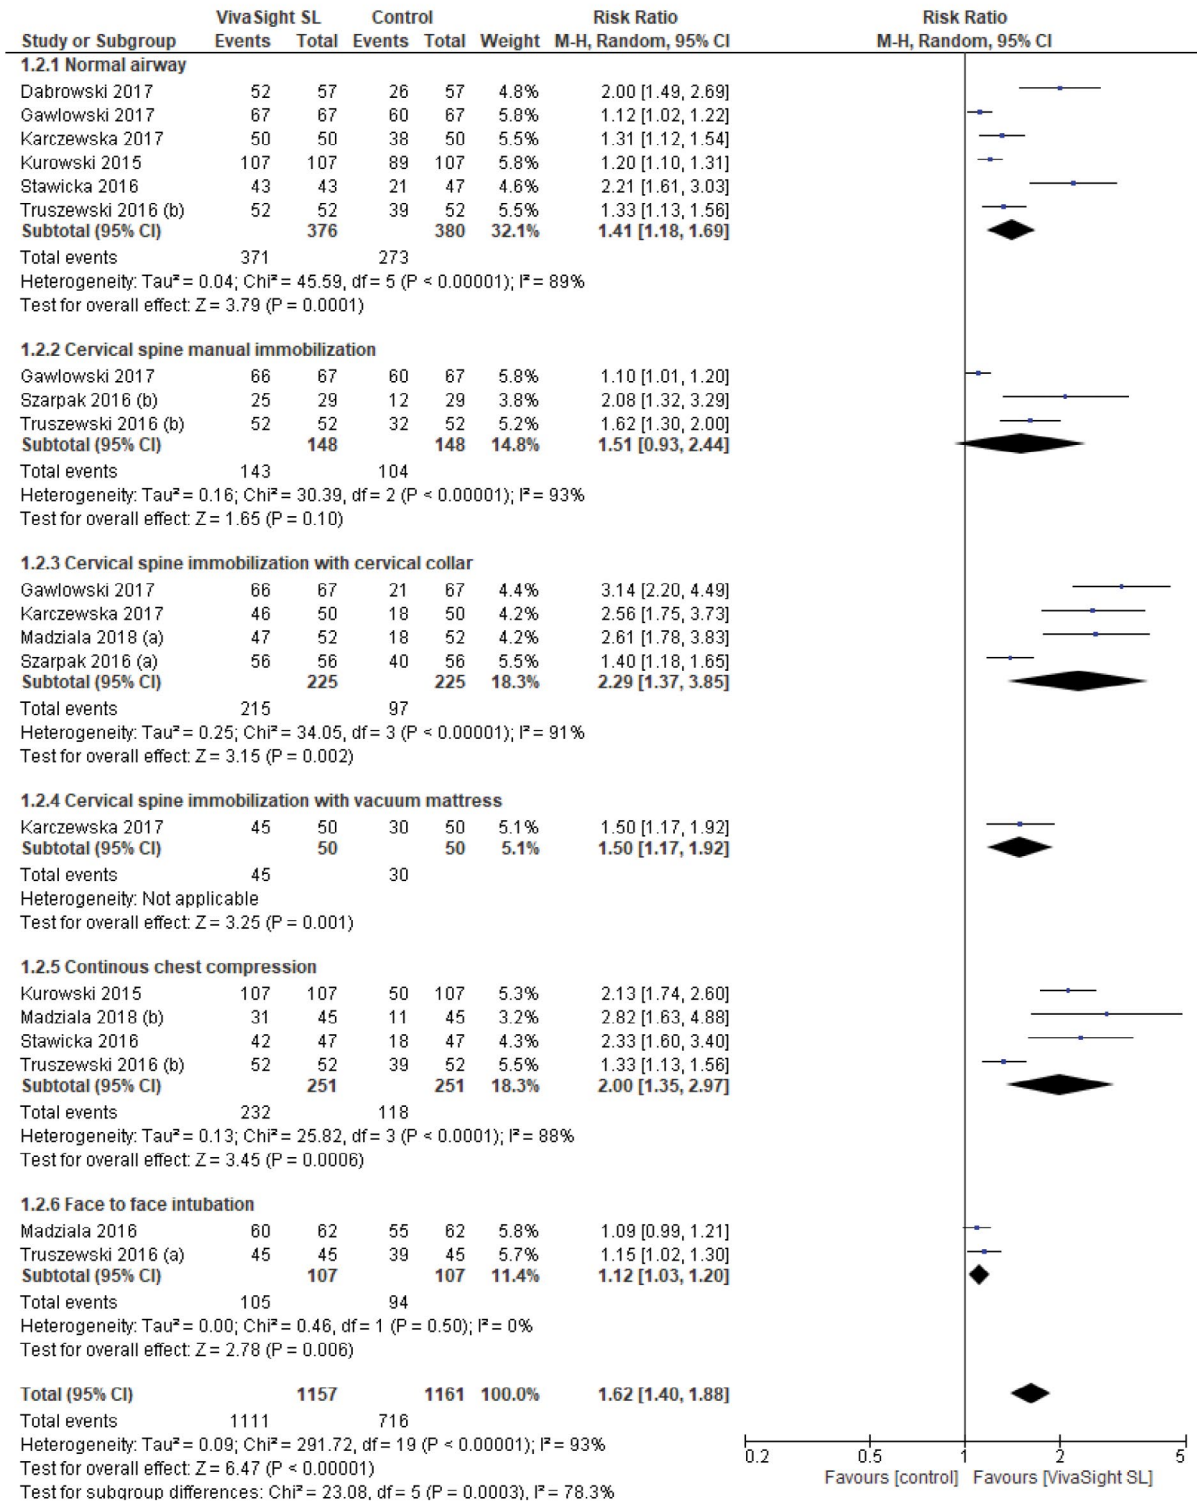 VivaSight SL Control Risk Ratio Risk Ratio
Study or Subgroup Events Total Events Total Weight M-H, Random, 95% CI M-H, Random, 95% CI
1.2.1 Normal airway
Dabrowski 2017 52 57 26 57 4.8% 2.00 [1.49, 2.69]
Gawlowski 2017 67 67 60 67 5.8% 1.12 [1.02, 1.22]
Karczewska 2017 50 50 38 50 5.5% 1.31 [1.12, 1.54]
Kurowski 2015 107 107 89 107 5.8% 1.20 [1.10, 1.31]
Stawicka 2016 43 43 21 47 4.6% 2.21 [1.61, 3.03]
Truszewski 2016 (b) 52 52 39 52 5.5% 1.33 [1.13, 1.56]
Subtotal (95% CI) 376 380 32.1% 1.41 [1.18, 1.69]
Total events 371 273
Heterogeneity: Tau² = 0.04; Chi² = 45.59, df = 5 (P < 0.00001); I² = 89%
Test for overall effect: Z = 3.79 (P = 0.0001)
1.2.2 Cervical spine manual immobilization
Gawlowski 2017 66 67 60 67 5.8% 1.10 [1.01, 1.20]
Szarpak 2016 (b) 25 29 12 29 3.8% 2.08 [1.32, 3.29]
Truszewski 2016 (b) 52 52 32 52 5.2% 1.62 [1.30, 2.00]
Subtotal (95% CI) 148 148 14.8% 1.51 [0.93, 2.44]
Total events 143 104
Heterogeneity: Tau² = 0.16; Chi² = 30.39, df = 2 (P < 0.00001); I² = 93%
Test for overall effect: Z = 1.65 (P = 0.10)
1.2.3 Cervical spine immobilization with cervical collar
Gawlowski 2017 66 67 21 67 4.4% 3.14 [2.20, 4.49]
Karczewska 2017 46 50 18 50 4.2% 2.56 [1.75, 3.73]
Madziala 2018 (a) 47 52 18 52 4.2% 2.61 [1.78, 3.83]
Szarpak 2016 (a) 56 56 40 56 5.5% 1.40 [1.18, 1.65]
Subtotal (95% CI) 225 225 18.3% 2.29 [1.37, 3.85]
Total events 215 97
Heterogeneity: Tau² = 0.25; Chi² = 34.05, df = 3 (P < 0.00001); I² = 91%
Test for overall effect: Z = 3.15 (P = 0.002)
1.2.4 Cervical spine immobilization with vacuum mattress
Karczewska 2017 45 50 30 50 5.1% 1.50 [1.17, 1.92]
Subtotal (95% CI) 50 50 5.1% 1.50 [1.17, 1.92]
Total events 45 30
Heterogeneity: Not applicable
Test for overall effect: Z = 3.25 (P = 0.001)
1.2.5 Continous chest compression
Kurowski 2015 107 107 50 107 5.3% 2.13 [1.74, 2.60]
Madziala 2018 (b) 31 45 11 45 3.2% 2.82 [1.63, 4.88]
Stawicka 2016 42 47 18 47 4.3% 2.33 [1.60, 3.40]
Truszewski 2016 (b) 52 52 39 52 5.5% 1.33 [1.13, 1.56]
Subtotal (95% CI) 251 251 18.3% 2.00 [1.35, 2.97]
Total events 232 118
Heterogeneity: Tau² = 0.13; Chi² = 25.82, df = 3 (P < 0.0001); I² = 88%
Test for overall effect: Z = 3.45 (P = 0.0006)
1.2.6 Face to face intubation
Madziala 2016 60 62 55 62 5.8% 1.09 [0.99, 1.21]
Truszewski 2016 (a) 45 45 39 45 5.7% 1.15 [1.02, 1.30]
Subtotal (95% CI) 107 107 11.4% 1.12 [1.03, 1.20]
Total events 105 94
Heterogeneity: Tau² = 0.00; Chi² = 0.46, df = 1 (P = 0.50); I² = 0%
Test for overall effect: Z = 2.78 (P = 0.006)
Total (95% CI) 1157 1161 100.0% 1.62 [1.40, 1.88]
Total events 1111 716
Heterogeneity: Tau² = 0.09; Chi² = 291.72, df = 19 (P < 0.00001); I² = 93%
Test for overall effect: Z = 6.47 (P < 0.00001)
Test for subgroup differences: Chi² = 23.08, df = 5 (P = 0.0003), I² = 78.3%
0.2 0.5 1 2 5
Favours [control] Favours [VivaSight SL]